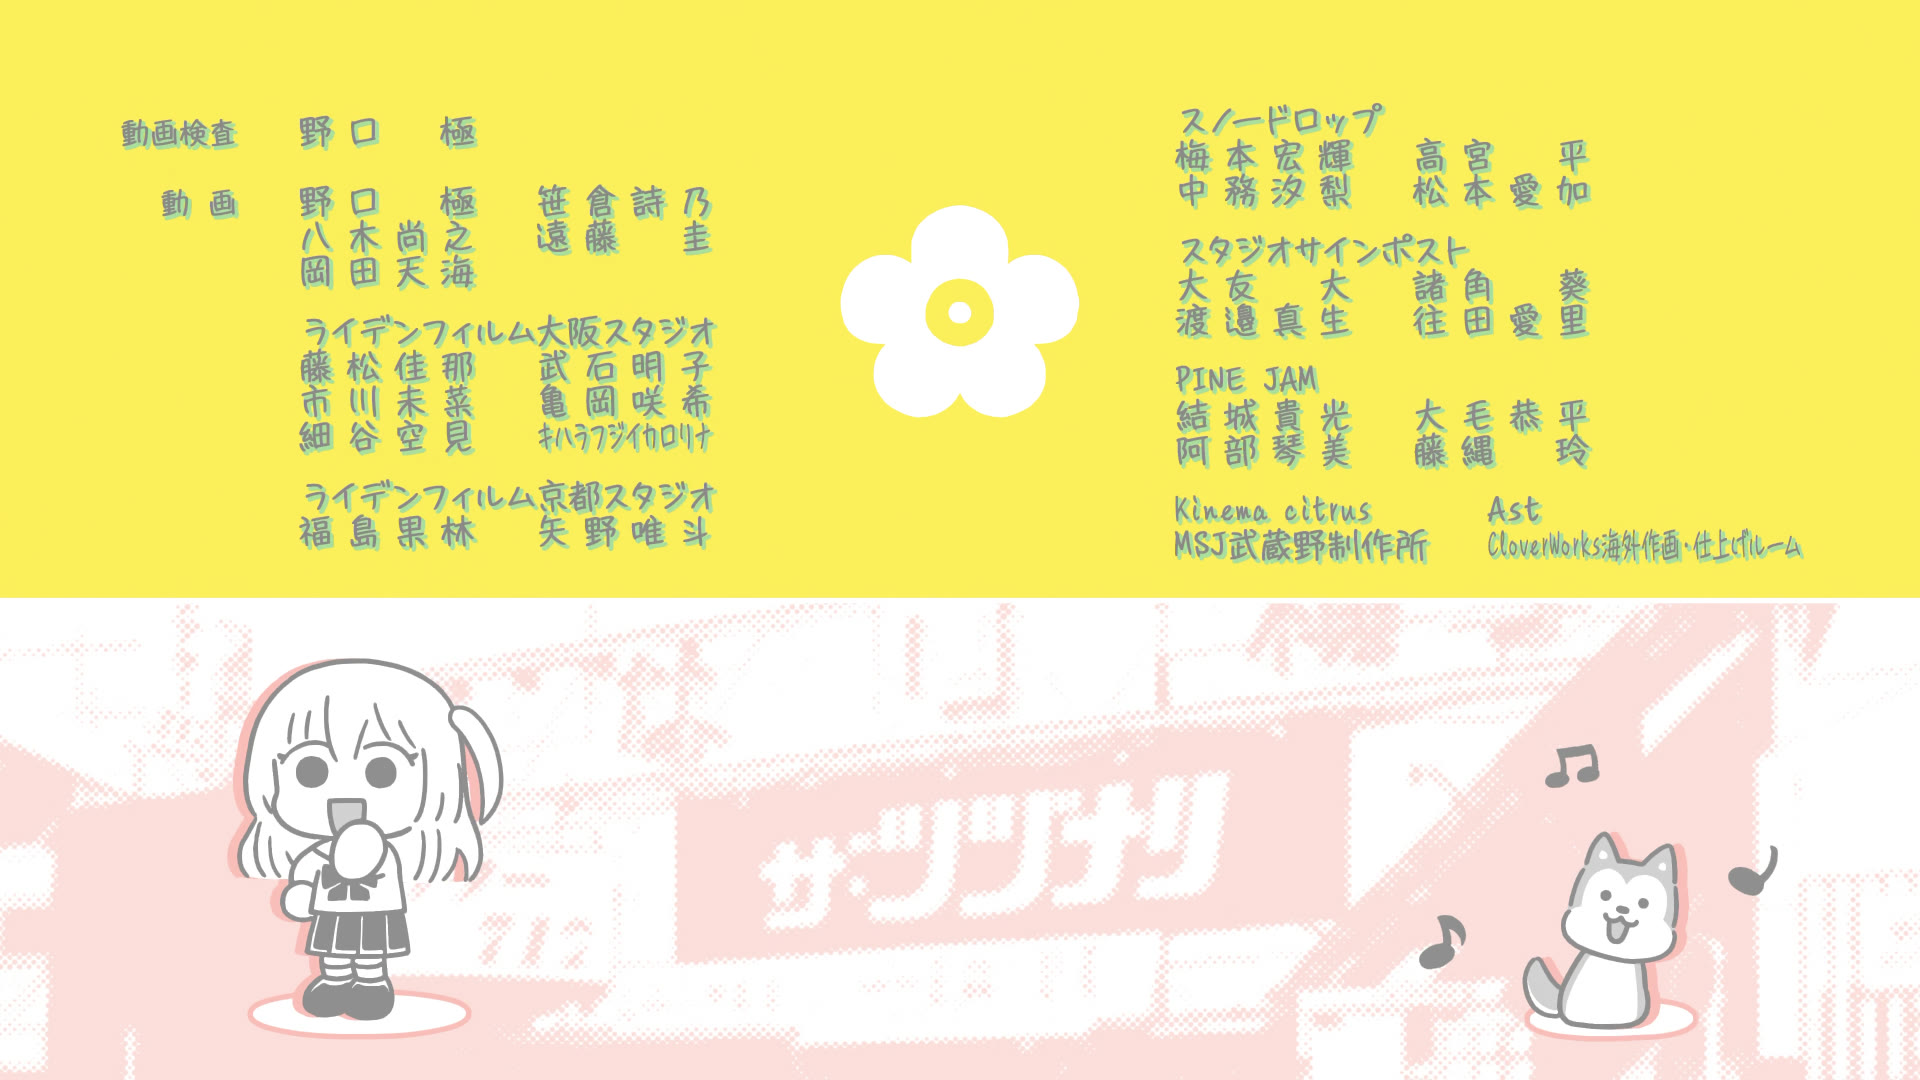 動画検査 野口 極
動画 野口 極 笹倉詩乃
八木尚之 遠藤 圭
岡田天海
ライデンフィルム大阪スタジオ
藤松佳那 武石明子
市川未菜 亀岡咲希
細谷空見 キハラフジイカロリナ
ライデンフィルム京都スタジオ
福島果林 矢野唯斗
スノードロップ
梅本宏輝 高宮 平
中務汐梨 松本愛加
スタジオサインポスト
大友 大 諸角 葵
渡邉真生 往田愛里
PINE JAM
結城貴光 大毛恭平
阿部琴美 藤縄 玲
Kinema citrus Ast
MSJ武蔵野制作所 CloverWorks海外作画・仕上げルーム
ザ・ツツナリ